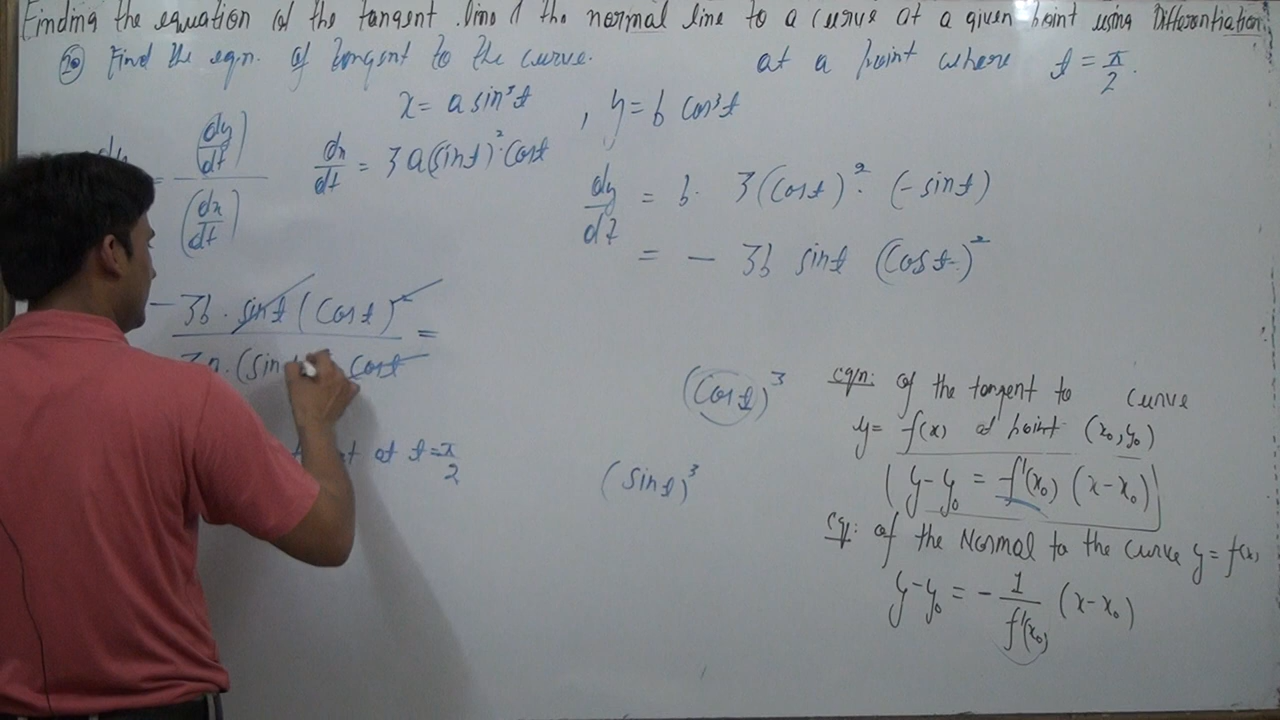 Finding the equation of the tangent line & the normal line to a curve at a given point using Differentiation
20 Find the eqn. of tangent to the curve. at a point where t = π/2.
x = a sin³t , y = b cos³t
dy = (dy/dt) / (dx/dt)
dx/dt = 3a(sint)²·cost
dy/dt = b· 3(cost)²· (-sint)
= - 3b sint (cost)²
- 3b · sint (cost)² / 3a · (sin cost =
at t = π/2
(cost)³
(sint)³
eqn: of the tangent to curve
y = f(x) at point (x₀, y₀)
y - y₀ = f'(x₀) (x - x₀)
eq: of the Normal to the curve y = f(x)
y - y₀ = - 1/f'(x₀) (x - x₀)